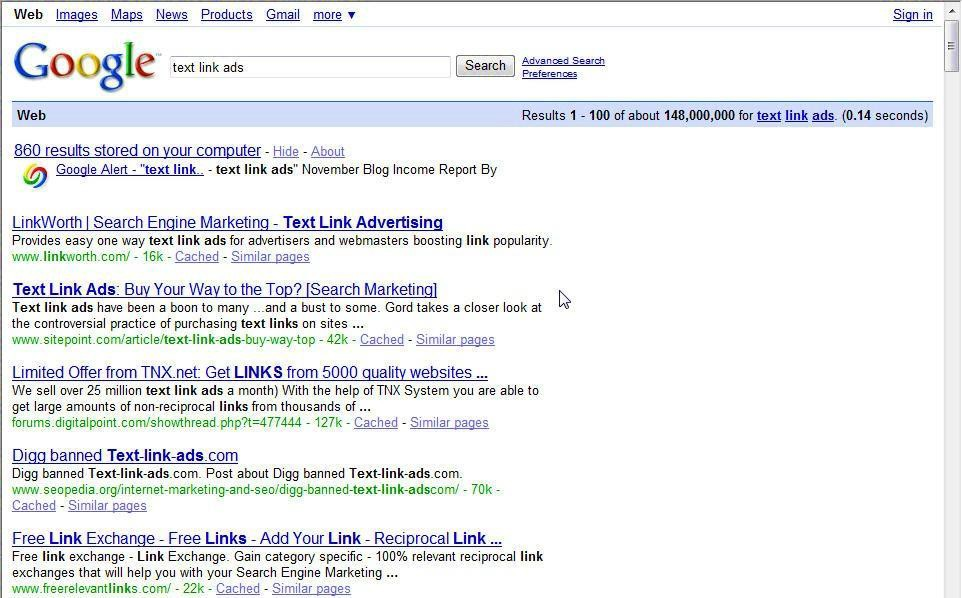 Web Images Maps News Products Gmail more ▼ Sign in
Google™ text link ads Search Advanced Search
Preferences
Web Results 1 - 100 of about 148,000,000 for text link ads. (0.14 seconds)
860 results stored on your computer - Hide - About
Google Alert - "text link.. - text link ads" November Blog Income Report By
LinkWorth | Search Engine Marketing - Text Link Advertising
Provides easy one way text link ads for advertisers and webmasters boosting link popularity.
www.linkworth.com/ - 16k - Cached - Similar pages
Text Link Ads: Buy Your Way to the Top? [Search Marketing]
Text link ads have been a boon to many ...and a bust to some. Gord takes a closer look at
the controversial practice of purchasing text links on sites ...
www.sitepoint.com/article/text-link-ads-buy-way-top - 42k - Cached - Similar pages
Limited Offer from TNX.net: Get LINKS from 5000 quality websites ...
We sell over 25 million text link ads a month) With the help of TNX System you are able to
get large amounts of non-reciprocal links from thousands of ...
forums.digitalpoint.com/showthread.php?t=477444 - 127k - Cached - Similar pages
Digg banned Text-link-ads.com
Digg banned Text-link-ads.com. Post about Digg banned Text-link-ads.com.
www.seopedia.org/internet-marketing-and-seo/digg-banned-text-link-adscom/ - 70k -
Cached - Similar pages
Free Link Exchange - Free Links - Add Your Link - Reciprocal Link ...
Free link exchange - Link Exchange. Gain category specific - 100% relevant reciprocal link
exchanges that will help you with your Search Engine Marketing ...
www.freerelevantlinks.com/ - 22k - Cached - Similar pages